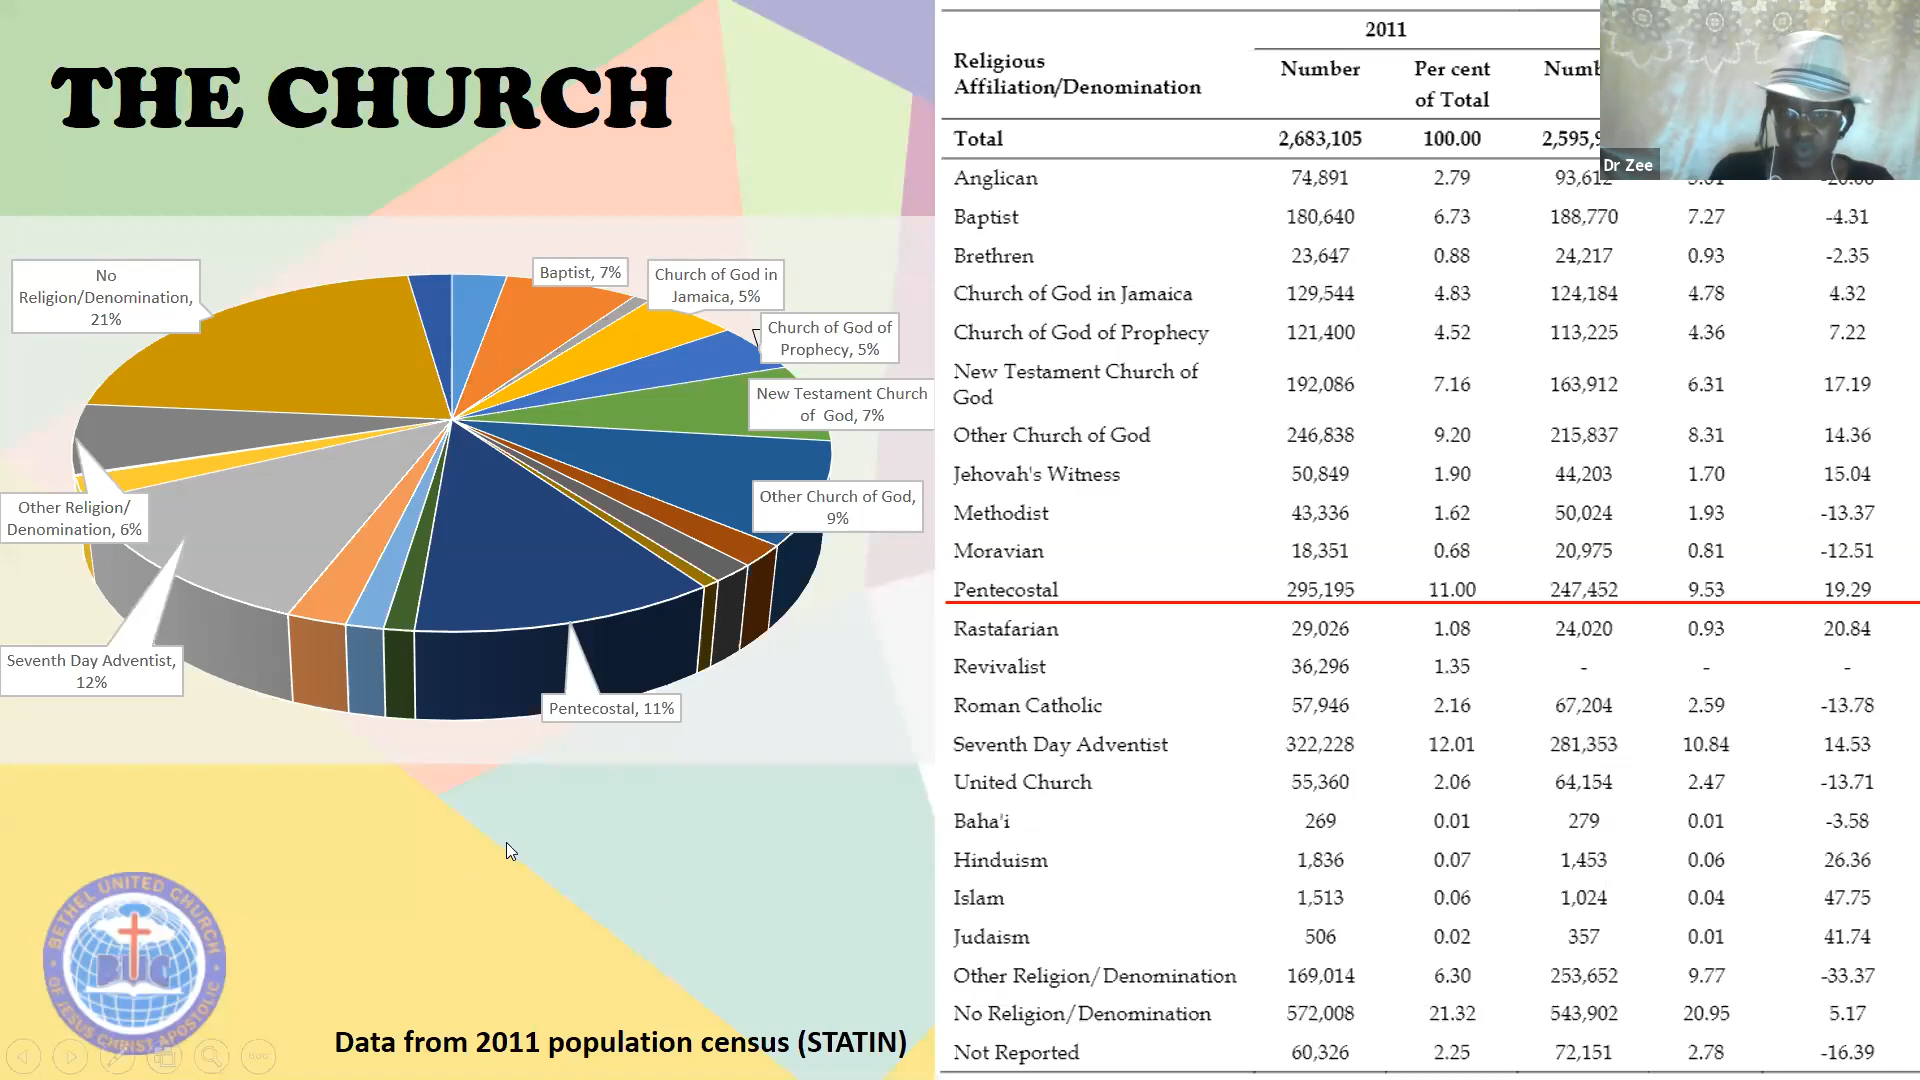 THE CHURCH
No
Religion/Denomination,
21%
Baptist, 7%
Church of God in
Jamaica, 5%
Church of God of
Prophecy, 5%
New Testament Church
of God, 7%
Other Church of God,
9%
Other Religion/
Denomination, 6%
Seventh Day Adventist,
12%
Pentecostal, 11%
BETHEL UNITED CHURCH
BUC
OF JESUS CHRIST APOSTOLIC
Data from 2011 population census (STATIN)
2011
Religious
Affiliation/Denomination
Number Per cent
of Total
Total 2,683,105 100.00
Dr Zee
Anglican 74,891 2.79 93,612
Baptist 180,640 6.73 188,770 7.27 -4.31
Brethren 23,647 0.88 24,217 0.93 -2.35
Church of God in Jamaica 129,544 4.83 124,184 4.78 4.32
Church of God of Prophecy 121,400 4.52 113,225 4.36 7.22
New Testament Church of
God 192,086 7.16 163,912 6.31 17.19
Other Church of God 246,838 9.20 215,837 8.31 14.36
Jehovah's Witness 50,849 1.90 44,203 1.70 15.04
Methodist 43,336 1.62 50,024 1.93 -13.37
Moravian 18,351 0.68 20,975 0.81 -12.51
Pentecostal 295,195 11.00 247,452 9.53 19.29
Rastafarian 29,026 1.08 24,020 0.93 20.84
Revivalist 36,296 1.35 - - -
Roman Catholic 57,946 2.16 67,204 2.59 -13.78
Seventh Day Adventist 322,228 12.01 281,353 10.84 14.53
United Church 55,360 2.06 64,154 2.47 -13.71
Baha'i 269 0.01 279 0.01 -3.58
Hinduism 1,836 0.07 1,453 0.06 26.36
Islam 1,513 0.06 1,024 0.04 47.75
Judaism 506 0.02 357 0.01 41.74
Other Religion/Denomination 169,014 6.30 253,652 9.77 -33.37
No Religion/Denomination 572,008 21.32 543,902 20.95 5.17
Not Reported 60,326 2.25 72,151 2.78 -16.39